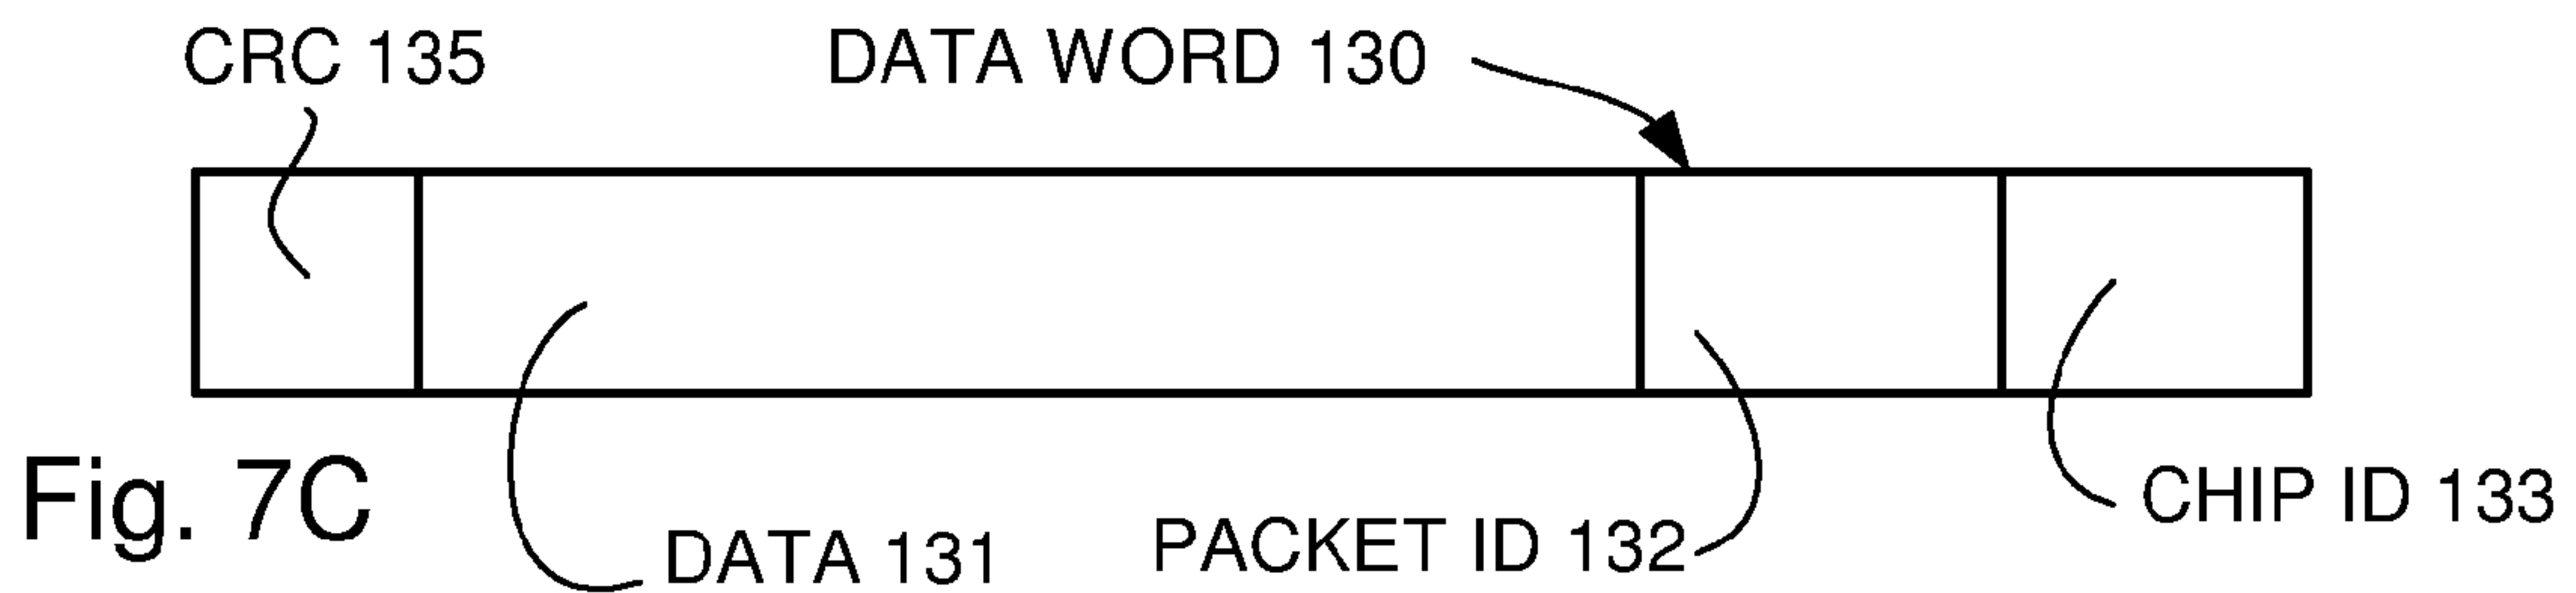 CRC 135
DATA WORD 130
Fig. 7C
DATA 131
PACKET ID 132
CHIP ID 133